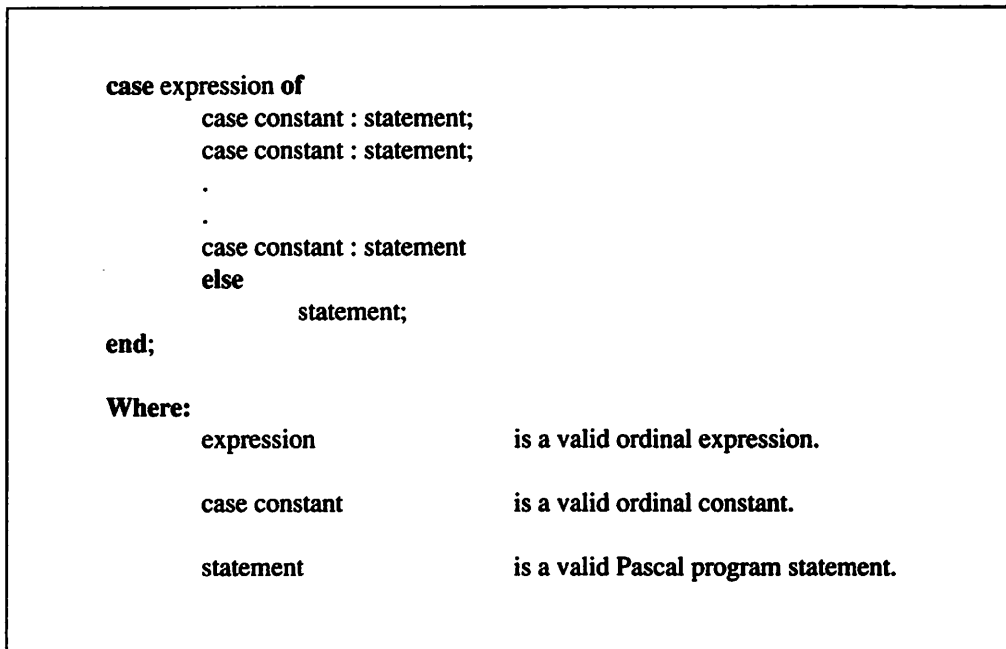 case expression of
case constant : statement;
case constant : statement;
.
.
case constant : statement
else
statement;
end;
Where:
expression is a valid ordinal expression.
case constant is a valid ordinal constant.
statement is a valid Pascal program statement.